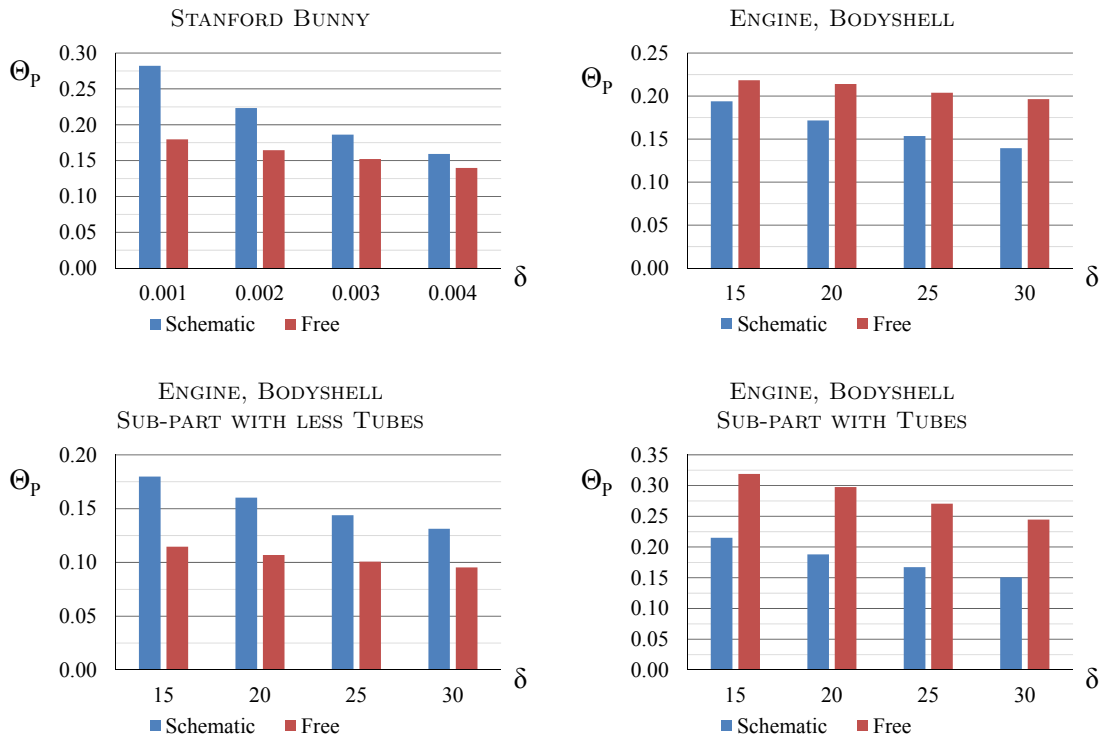 STANFORD BUNNY
ΘP
0.30
0.25
0.20
0.15
0.10
0.05
0.00
0.001 0.002 0.003 0.004 δ
Schematic Free
ENGINE, BODYSHELL
ΘP
0.25
0.20
0.15
0.10
0.05
0.00
15 20 25 30 δ
Schematic Free
ENGINE, BODYSHELL
SUB-PART WITH LESS TUBES
ΘP
0.20
0.15
0.10
0.05
0.00
15 20 25 30 δ
Schematic Free
ENGINE, BODYSHELL
SUB-PART WITH TUBES
ΘP
0.35
0.30
0.25
0.20
0.15
0.10
0.05
0.00
15 20 25 30 δ
Schematic Free